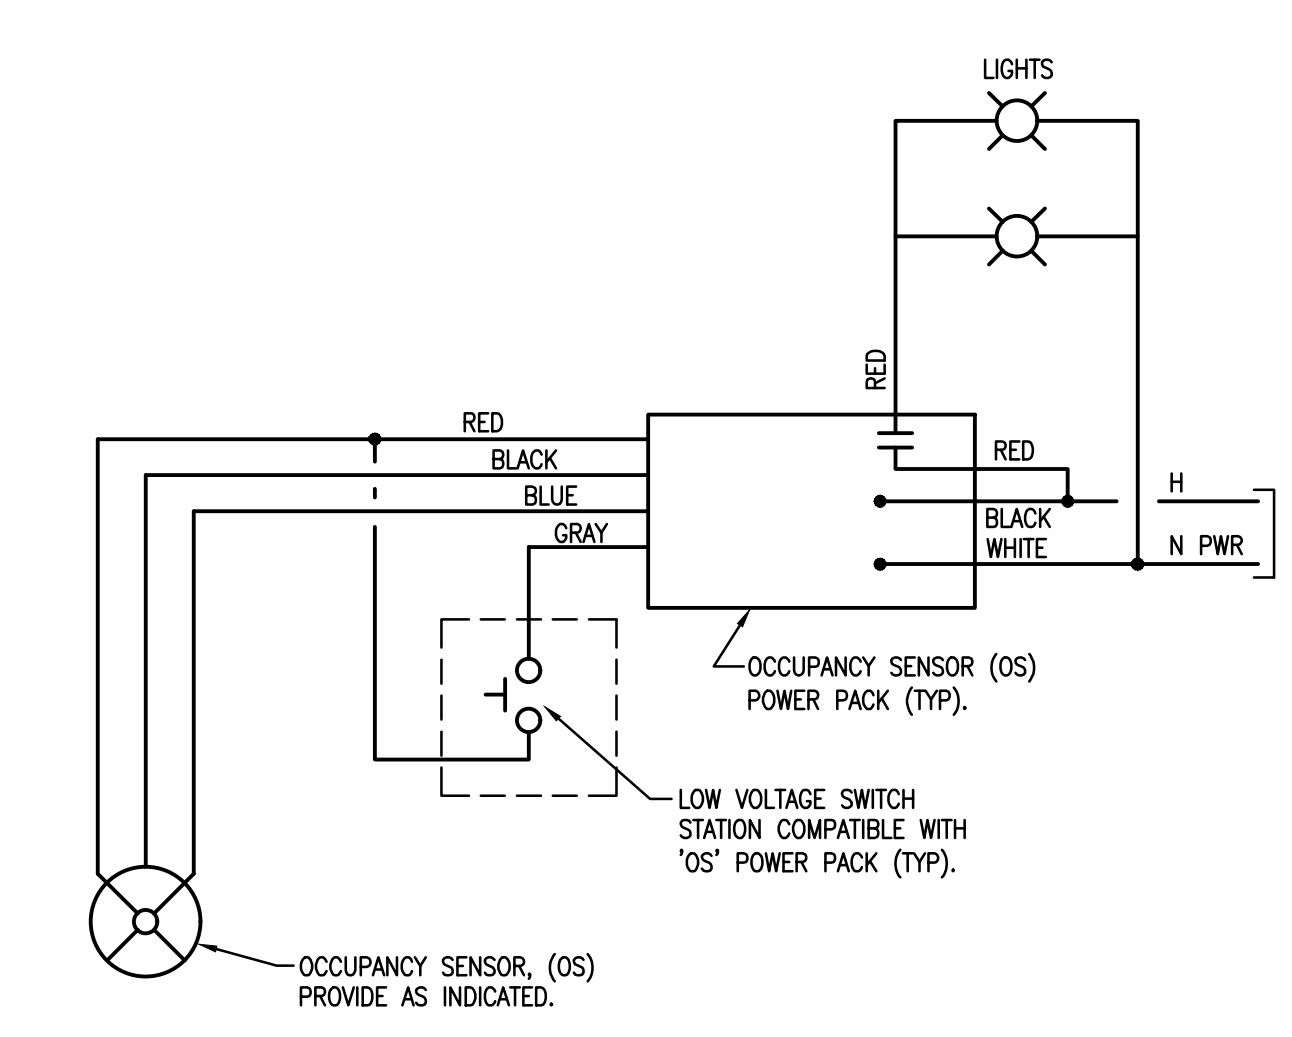 LIGHTS
RED
RED
RED
BLACK
H
BLUE
BLACK
GRAY
WHITE
N PWR
OCCUPANCY SENSOR (OS)
POWER PACK (TYP).
LOW VOLTAGE SWITCH
STATION COMPATIBLE WITH
'OS' POWER PACK (TYP).
OCCUPANCY SENSOR, (OS)
PROVIDE AS INDICATED.